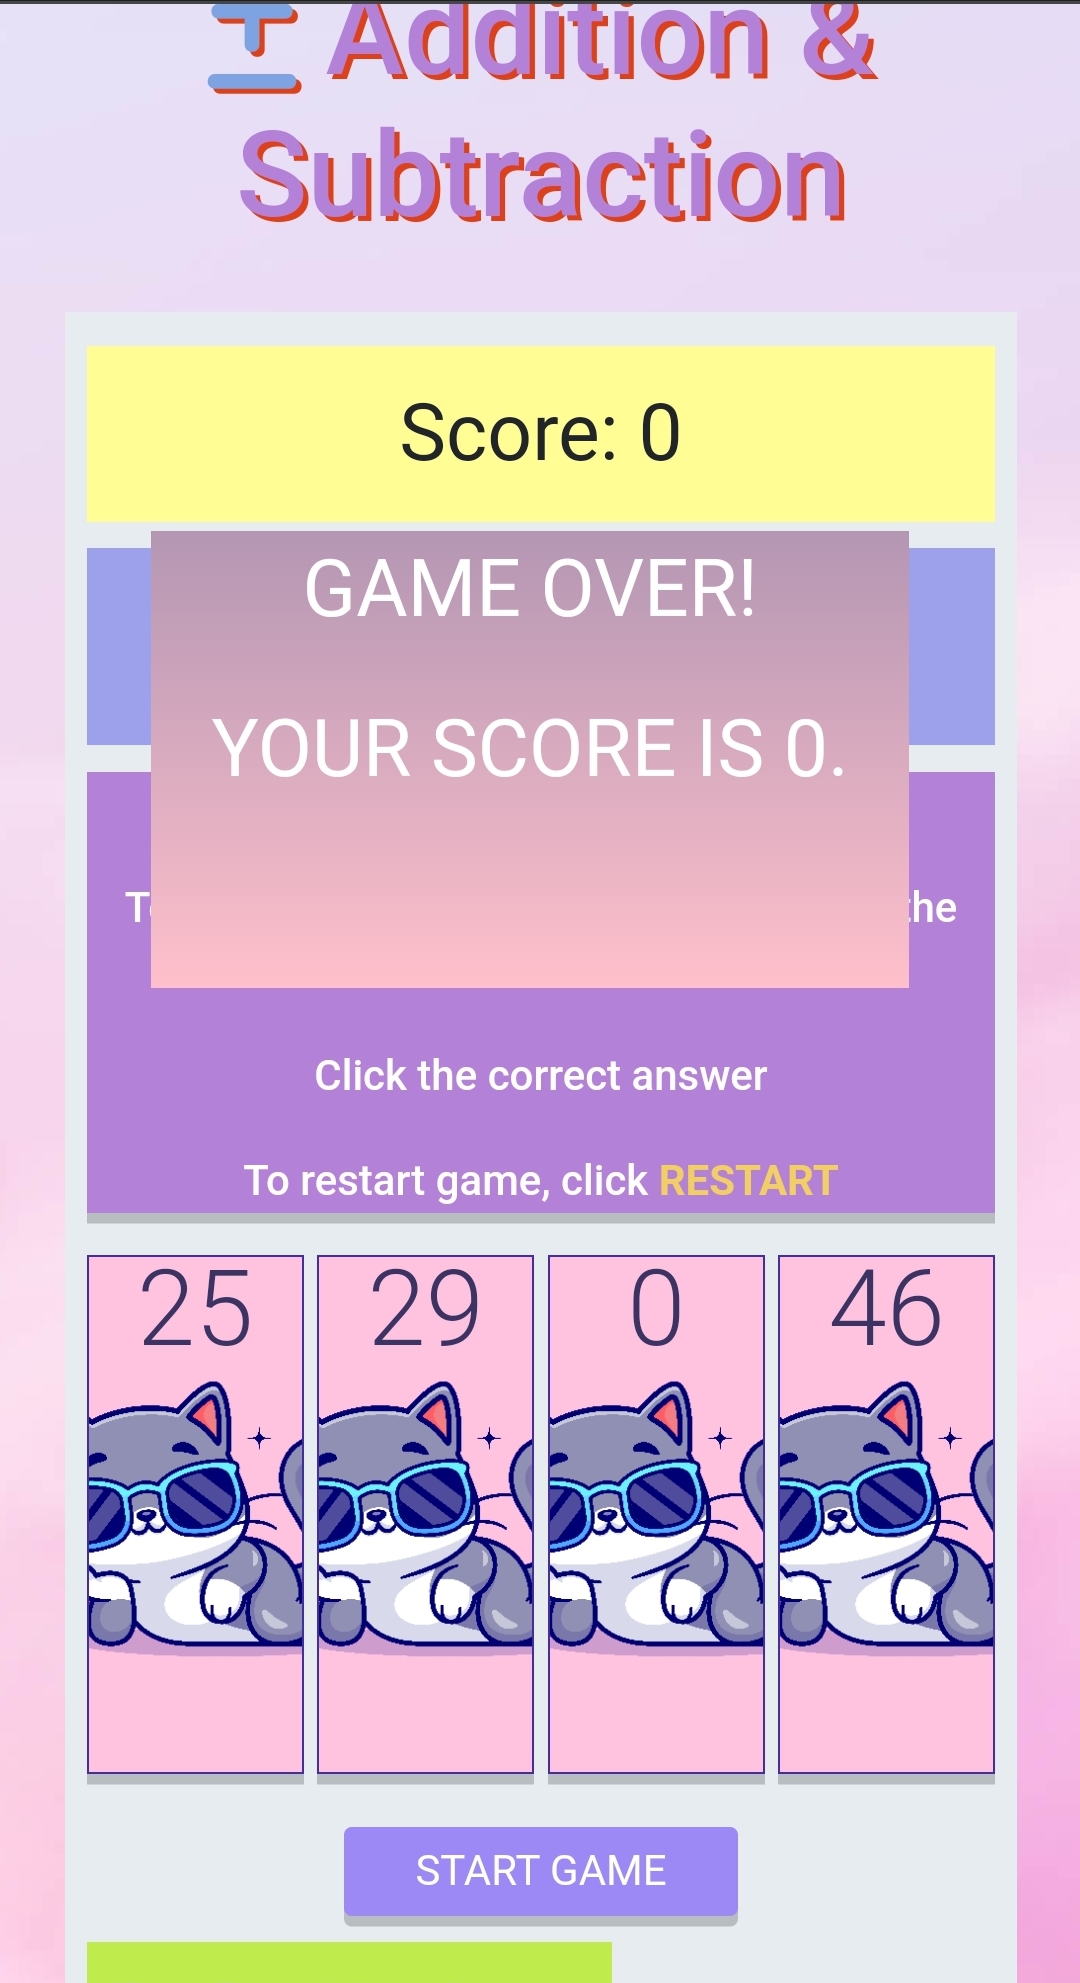 ± Addition &
Subtraction
Score: 0
GAME OVER!
YOUR SCORE IS 0.
the
Click the correct answer
To restart game, click RESTART
25 29 0 46
START GAME